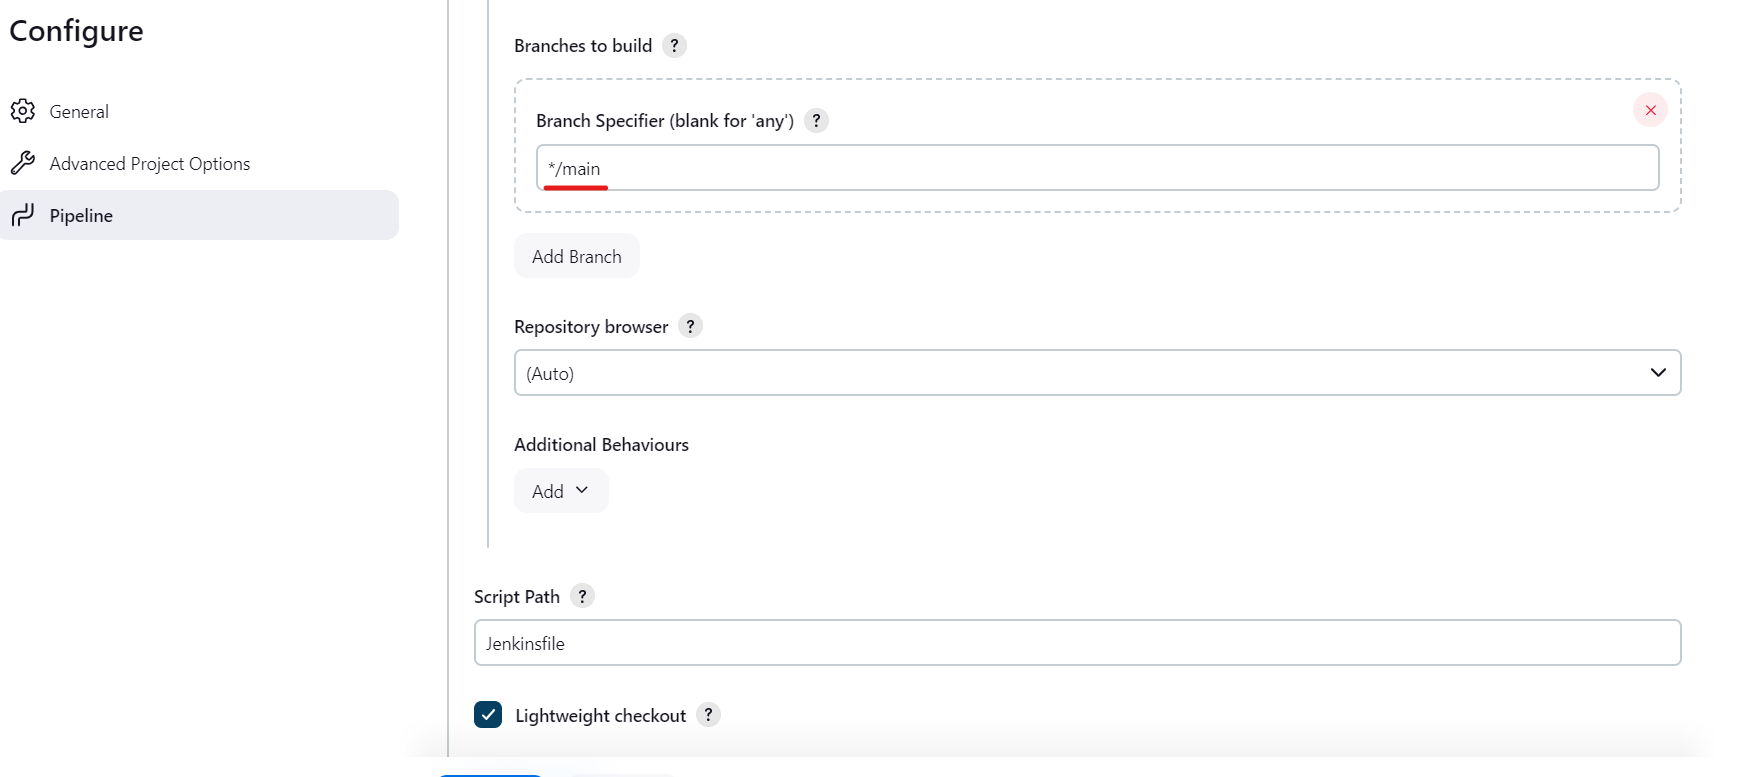 Configure
General
Advanced Project Options
Pipeline
Branches to build ?
Branch Specifier (blank for 'any') ?
*/main
Add Branch
Repository browser ?
(Auto)
Additional Behaviours
Add
Script Path ?
Jenkinsfile
Lightweight checkout ?